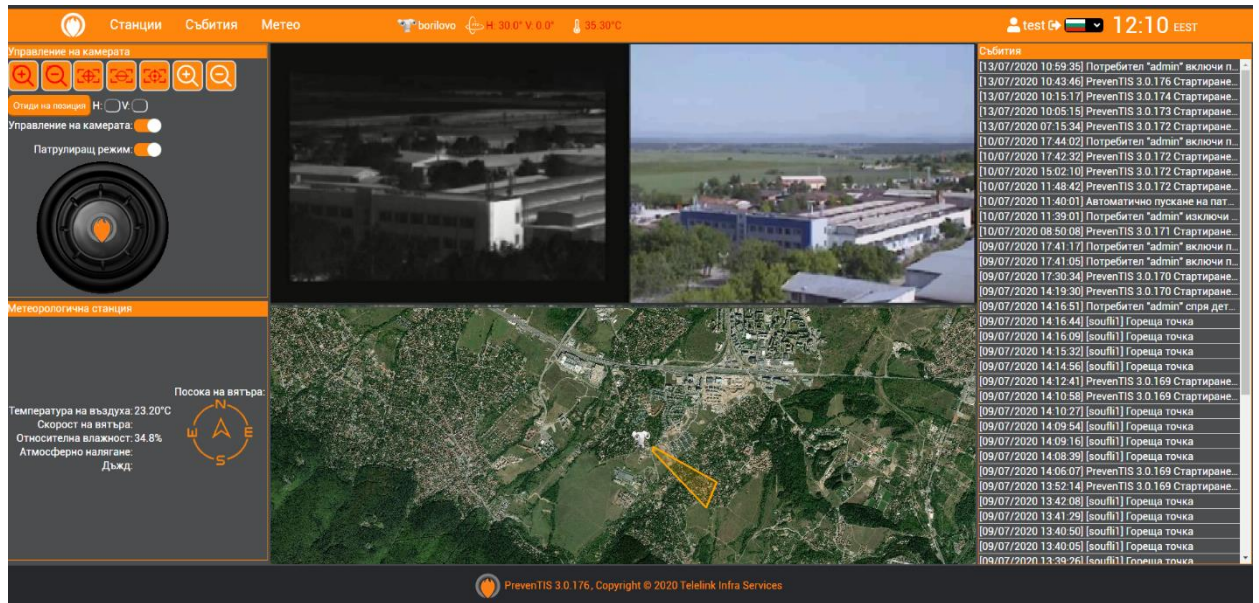 Станции Събития Метео borilovo H: 30.0° V: 0.0° 35.30°C test 12:10 EEST
Управление на камерата
Отиди на позиция H: V:
Управление на камерата:
Патрулиращ режим:
Метеорологична станция
Посока на вятъра:
N
W E
S
Температура на въздуха: 23.20°C
Скорост на вятъра:
Относителна влажност: 34.8%
Атмосферно налягане:
Дъжд:
Събития
[13/07/2020 10:59:35] Потребител "admin" включи п...
[13/07/2020 10:43:46] PrevenTIS 3.0.176 Стартиране...
[13/07/2020 10:15:17] PrevenTIS 3.0.174 Стартиране...
[13/07/2020 10:05:15] PrevenTIS 3.0.173 Стартиране...
[13/07/2020 07:15:34] PrevenTIS 3.0.172 Стартиране...
[10/07/2020 17:44:02] Потребител "admin" включи п...
[10/07/2020 17:42:32] PrevenTIS 3.0.172 Стартиране...
[10/07/2020 15:02:10] PrevenTIS 3.0.172 Стартиране...
[10/07/2020 11:48:42] PrevenTIS 3.0.172 Стартиране...
[10/07/2020 11:40:01] Автоматично пускане на пат...
[10/07/2020 11:39:01] Потребител "admin" изключи ...
[10/07/2020 08:50:08] PrevenTIS 3.0.171 Стартиране...
[09/07/2020 17:41:17] Потребител "admin" включи п...
[09/07/2020 17:41:05] Потребител "admin" включи п...
[09/07/2020 17:30:34] PrevenTIS 3.0.170 Стартиране...
[09/07/2020 14:19:30] PrevenTIS 3.0.170 Стартиране...
[09/07/2020 14:16:51] Потребител "admin" спря дет...
[09/07/2020 14:16:44] [soufli1] Гореща точка
[09/07/2020 14:16:09] [soufli1] Гореща точка
[09/07/2020 14:15:32] [soufli1] Гореща точка
[09/07/2020 14:14:56] [soufli1] Гореща точка
[09/07/2020 14:12:41] PrevenTIS 3.0.169 Стартиране...
[09/07/2020 14:10:58] PrevenTIS 3.0.169 Стартиране...
[09/07/2020 14:10:27] [soufli1] Гореща точка
[09/07/2020 14:09:54] [soufli1] Гореща точка
[09/07/2020 14:09:16] [soufli1] Гореща точка
[09/07/2020 14:08:39] [soufli1] Гореща точка
[09/07/2020 14:06:07] PrevenTIS 3.0.169 Стартиране...
[09/07/2020 13:52:14] PrevenTIS 3.0.169 Стартиране...
[09/07/2020 13:42:08] [soufli1] Гореща точка
[09/07/2020 13:41:29] [soufli1] Гореща точка
[09/07/2020 13:40:50] [soufli1] Гореща точка
[09/07/2020 13:40:05] [soufli1] Гореща точка
[09/07/2020 13:39:26] [soufli1] Гореща точка
PrevenTIS 3.0.176, Copyright © 2020 Telelink Infra Services